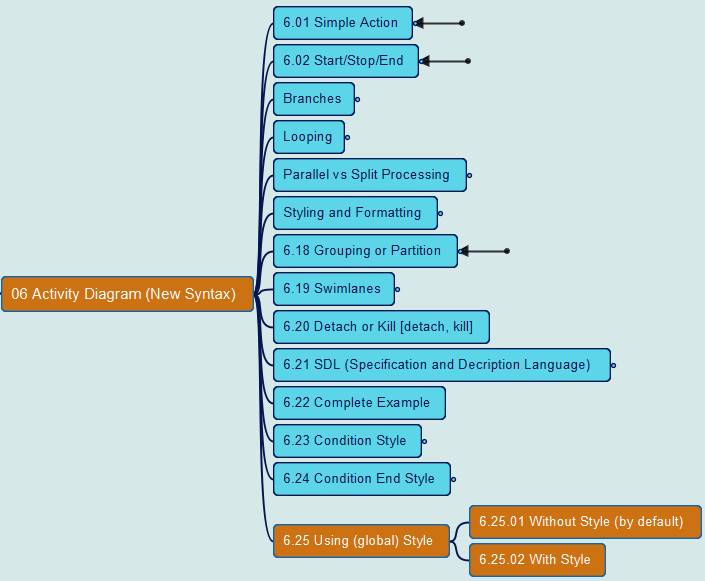 6.01 Simple Action
6.02 Start/Stop/End
Branches
Looping
Parallel vs Split Processing
Styling and Formatting
6.18 Grouping or Partition
06 Activity Diagram (New Syntax)
6.19 Swimlanes
6.20 Detach or Kill [detach, kill]
6.21 SDL (Specification and Decription Language)
6.22 Complete Example
6.23 Condition Style
6.24 Condition End Style
6.25 Using (global) Style
6.25.01 Without Style (by default)
6.25.02 With Style